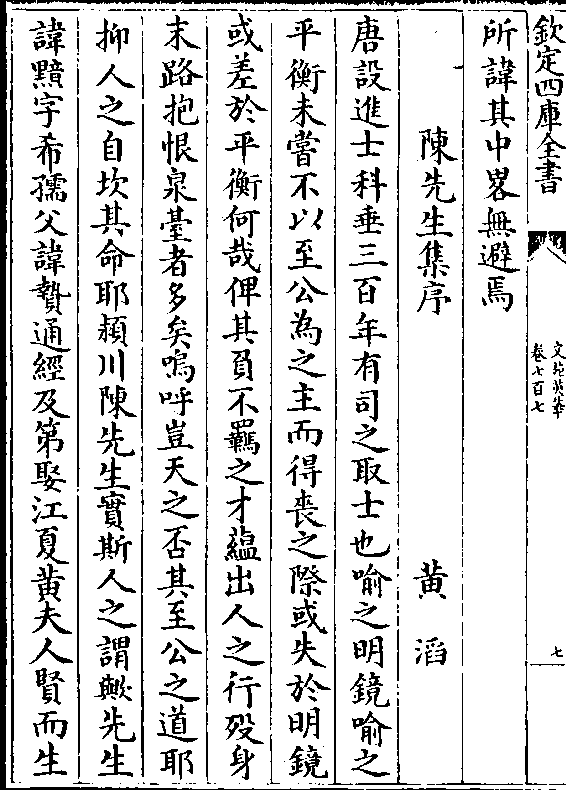 欽定四庫全書
文苑英華
卷七百七
七
所諱其中畧無避焉
陳先生集序 黄滔
唐設進士科垂三百年有司之取士也喻之明鏡喻之
平衡未嘗不以至公為之主而得喪之際或失於明鏡
或差於平衡何哉俾其負不羈之才蘊出人之行殁身
末路抱恨泉臺者多矣嗚呼豈天之否其至公之道耶
抑人之自坎其命耶潁川陳先生實斯人之謂歟先生
諱黯字希孺父諱贄通經及第娶江夏黄夫人賢而生